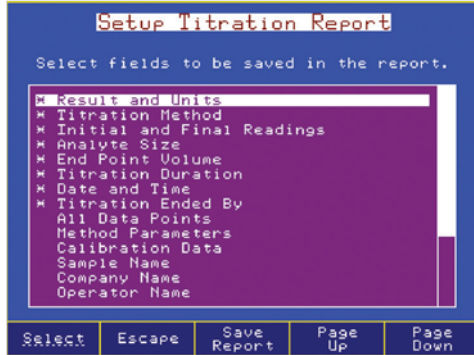 Setup Titration Report
Select fields to be saved in the report.
* Result and Units
* Titration Method
* Initial and Final Readings
* Analyte Size
* End Point Volume
* Titration Duration
* Date and Time
* Titration Ended By
All Data Points
Method Parameters
Calibration Data
Sample Name
Company Name
Operator Name
Select
Escape
Save
Report
Page
Up
Page
Down